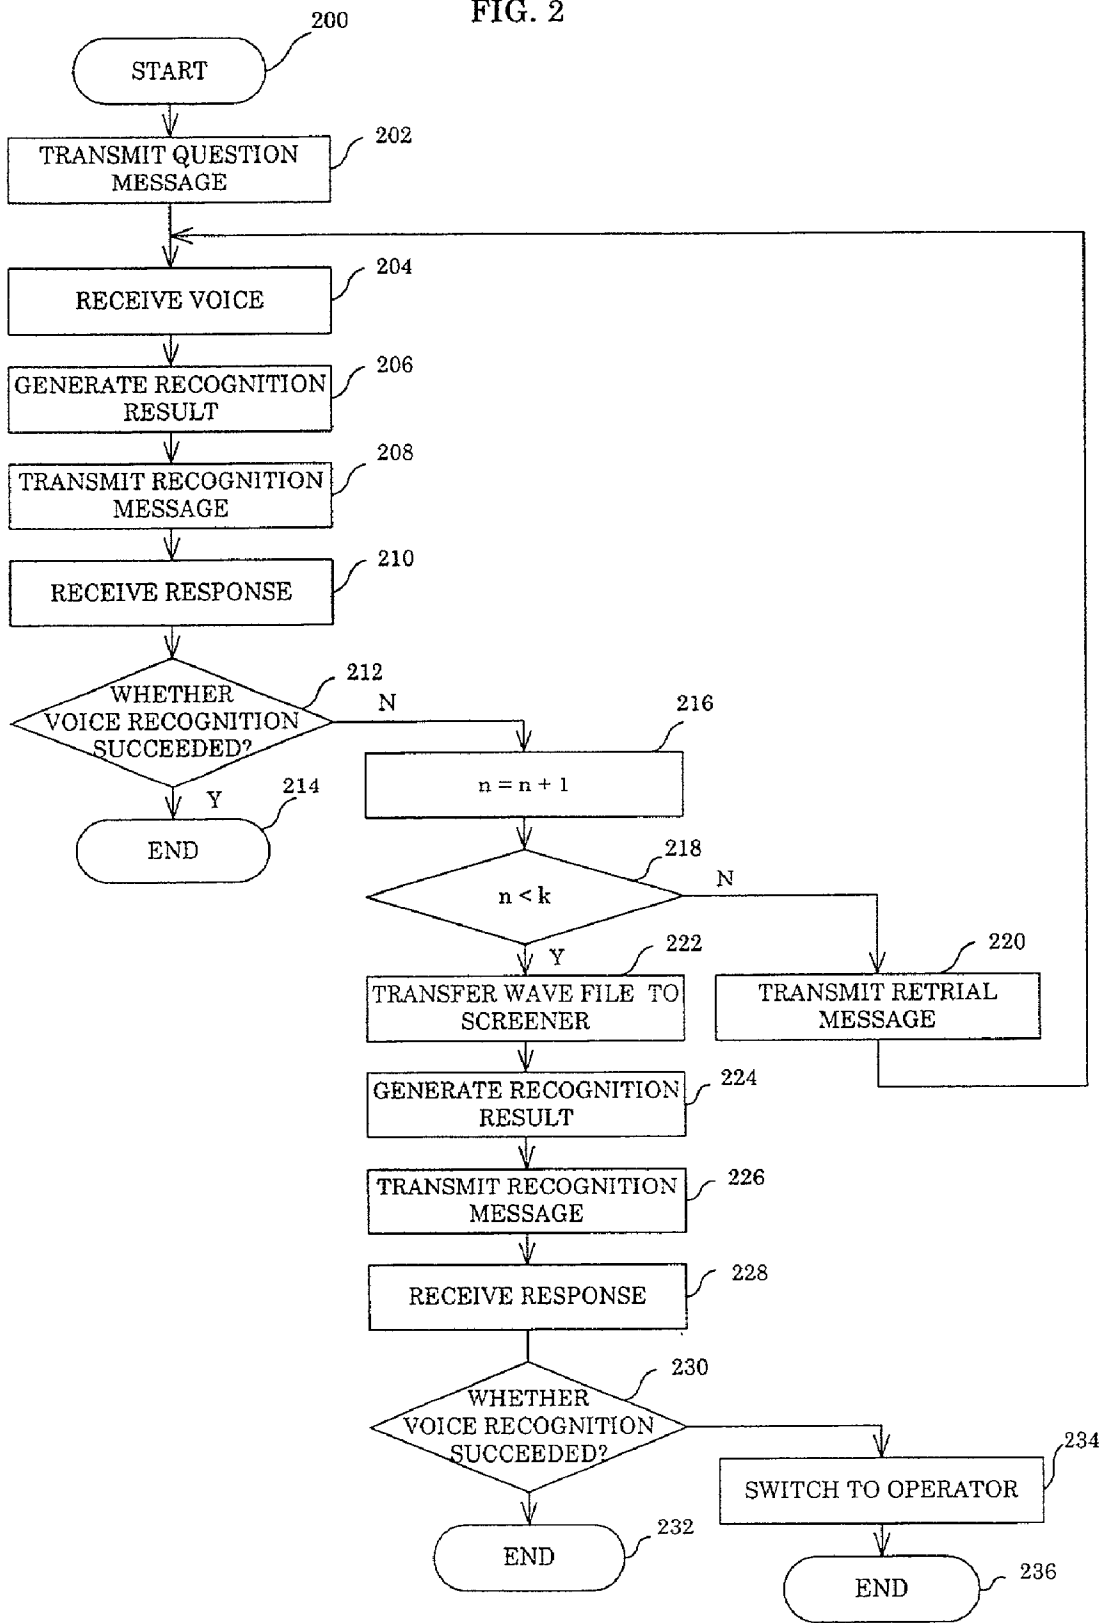 FIG. 2
200
START
202
TRANSMIT QUESTION
MESSAGE
204
RECEIVE VOICE
206
GENERATE RECOGNITION
RESULT
208
TRANSMIT RECOGNITION
MESSAGE
210
RECEIVE RESPONSE
212
WHETHER
VOICE RECOGNITION
SUCCEEDED?
N
Y
214
END
216
n = n + 1
218
n < k
N
Y
220
TRANSMIT RETRIAL
MESSAGE
222
TRANSFER WAVE FILE TO
SCREENER
224
GENERATE RECOGNITION
RESULT
226
TRANSMIT RECOGNITION
MESSAGE
228
RECEIVE RESPONSE
230
WHETHER
VOICE RECOGNITION
SUCCEEDED?
232
END
234
SWITCH TO OPERATOR
236
END